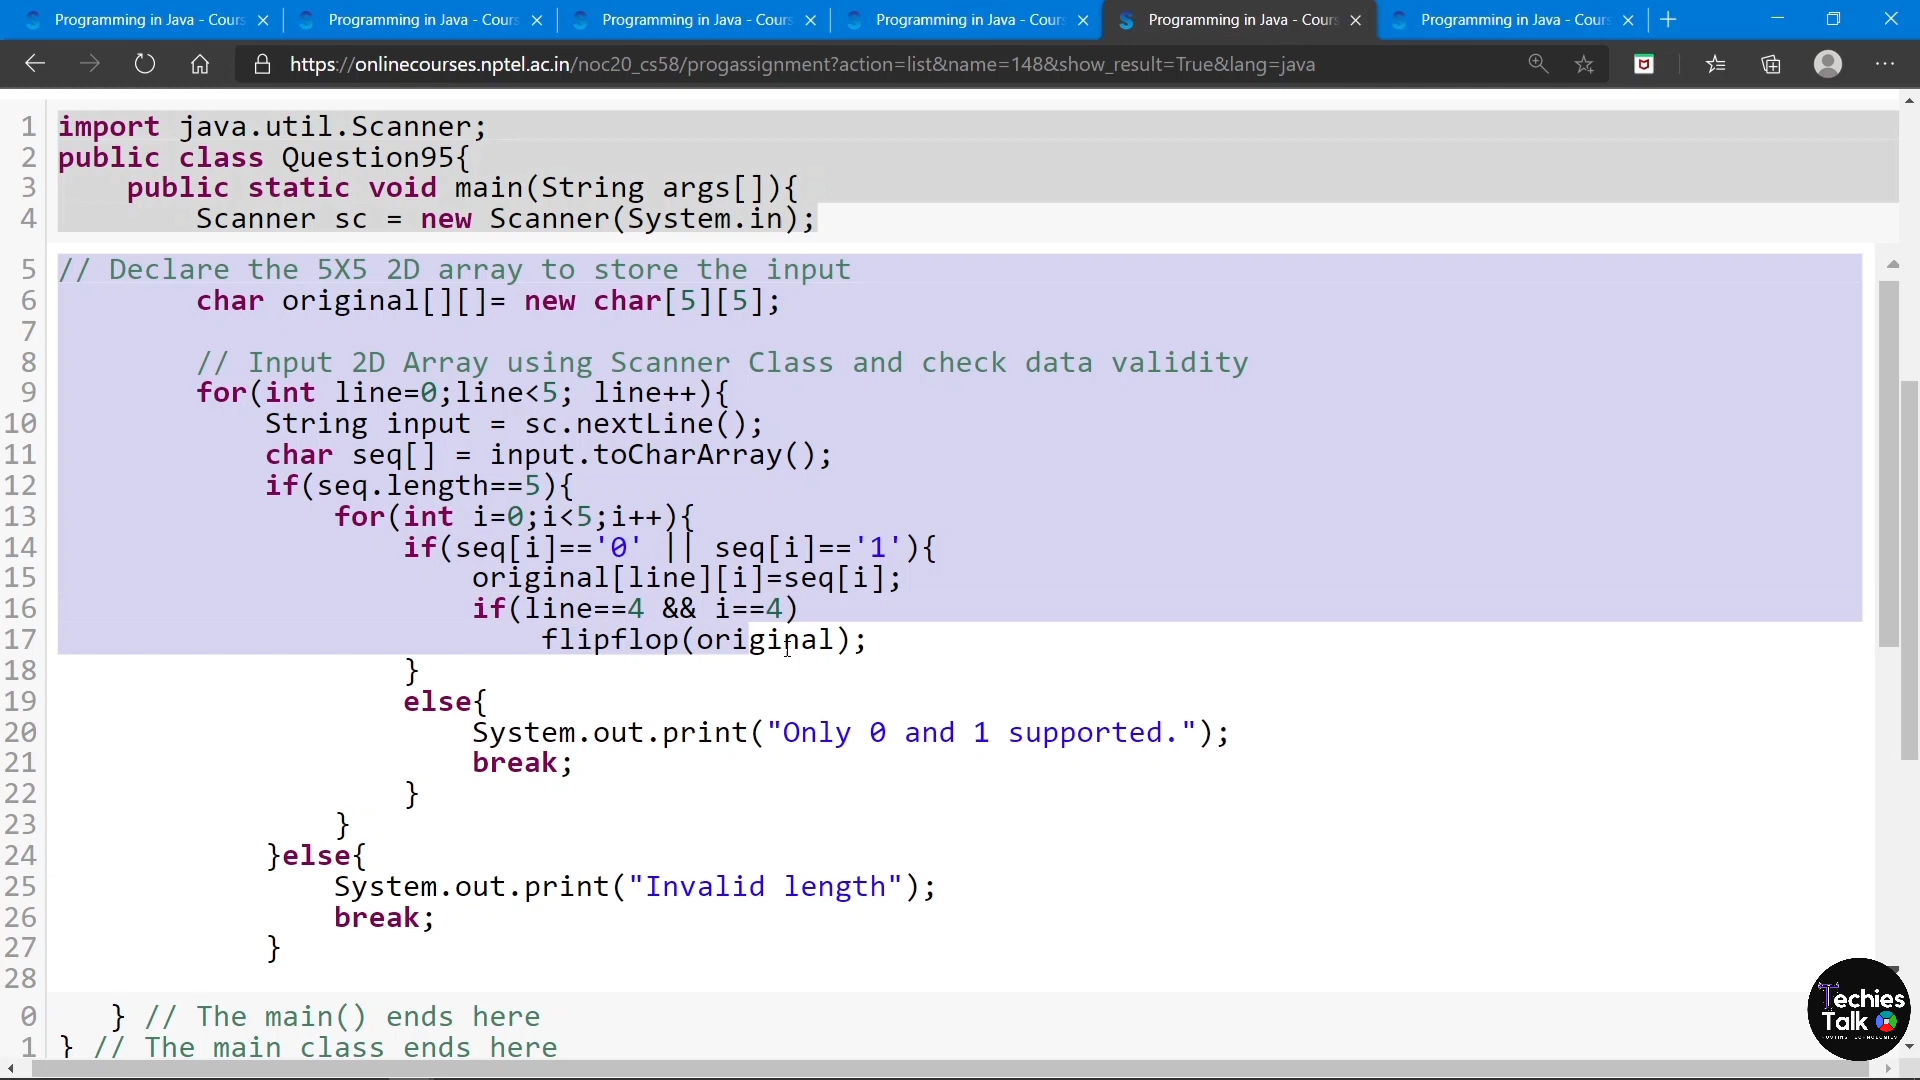 Programming in Java - Cours
Programming in Java - Cours
Programming in Java - Cours
Programming in Java - Cours
Programming in Java - Cours
Programming in Java - Cours
https://onlinecourses.nptel.ac.in/noc20_cs58/progassignment?action=list&name=148&show_result=True&lang=java
1 import java.util.Scanner;
2 public class Question95{
3     public static void main(String args[]){
4         Scanner sc = new Scanner(System.in);
5 // Declare the 5X5 2D array to store the input
6         char original[][]= new char[5][5];
7
8         // Input 2D Array using Scanner Class and check data validity
9         for(int line=0;line<5; line++){
10             String input = sc.nextLine();
11             char seq[] = input.toCharArray();
12             if(seq.length==5){
13                 for(int i=0;i<5;i++){
14                     if(seq[i]=='0' || seq[i]=='1'){
15                         original[line][i]=seq[i];
16                         if(line==4 && i==4)
17                             flipflop(original);
18                     }
19                     else{
20                         System.out.print("Only 0 and 1 supported.");
21                         break;
22                     }
23                 }
24             }else{
25                 System.out.print("Invalid length");
26                 break;
27             }
28
0    } // The main() ends here
1 } // The main class ends here
Techies
Talk